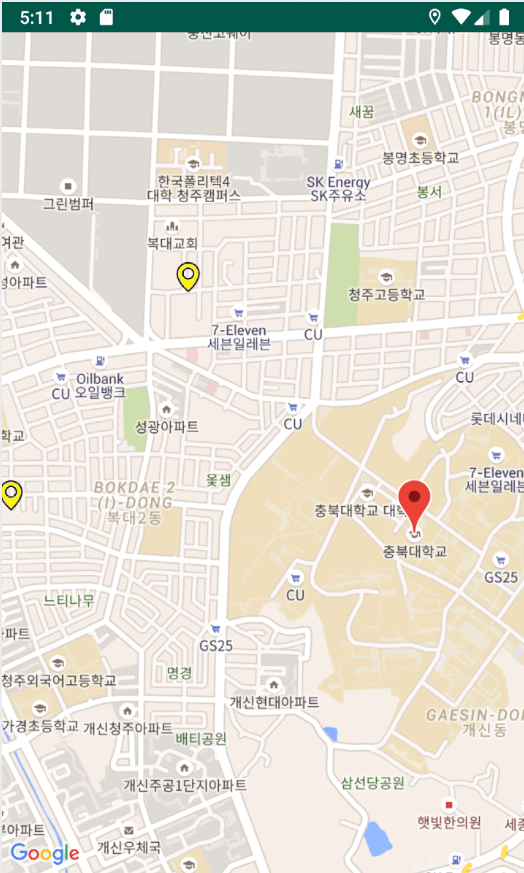 5:11
봉명동
새꿈
봉명초등학교
한국폴리텍4
대학 청주캠퍼스
SK Energy
SK주유소
봉서
그린범퍼
여관
복대교회
성아파트
청주고등학교
7-Eleven
세븐일레븐
CU
Oilbank
오일뱅크
CU
CU
CU
성광아파트
학교
롯데시네
7-Eleven
세븐일레븐
옻샘
BOKDAE 2
(I)-DONG
복대2동
충북대학교 대학
충북대학교
GS25
CU
느티나무
아파트
GS25
청주외국어고등학교
명경
개신현대아파트
가경초등학교
개신청주아파트
배티공원
GAESIN-DO
개신동
개신주공1단지아파트
삼선당공원
햇빛한의원
세종
부아파트
개신우체국
Google